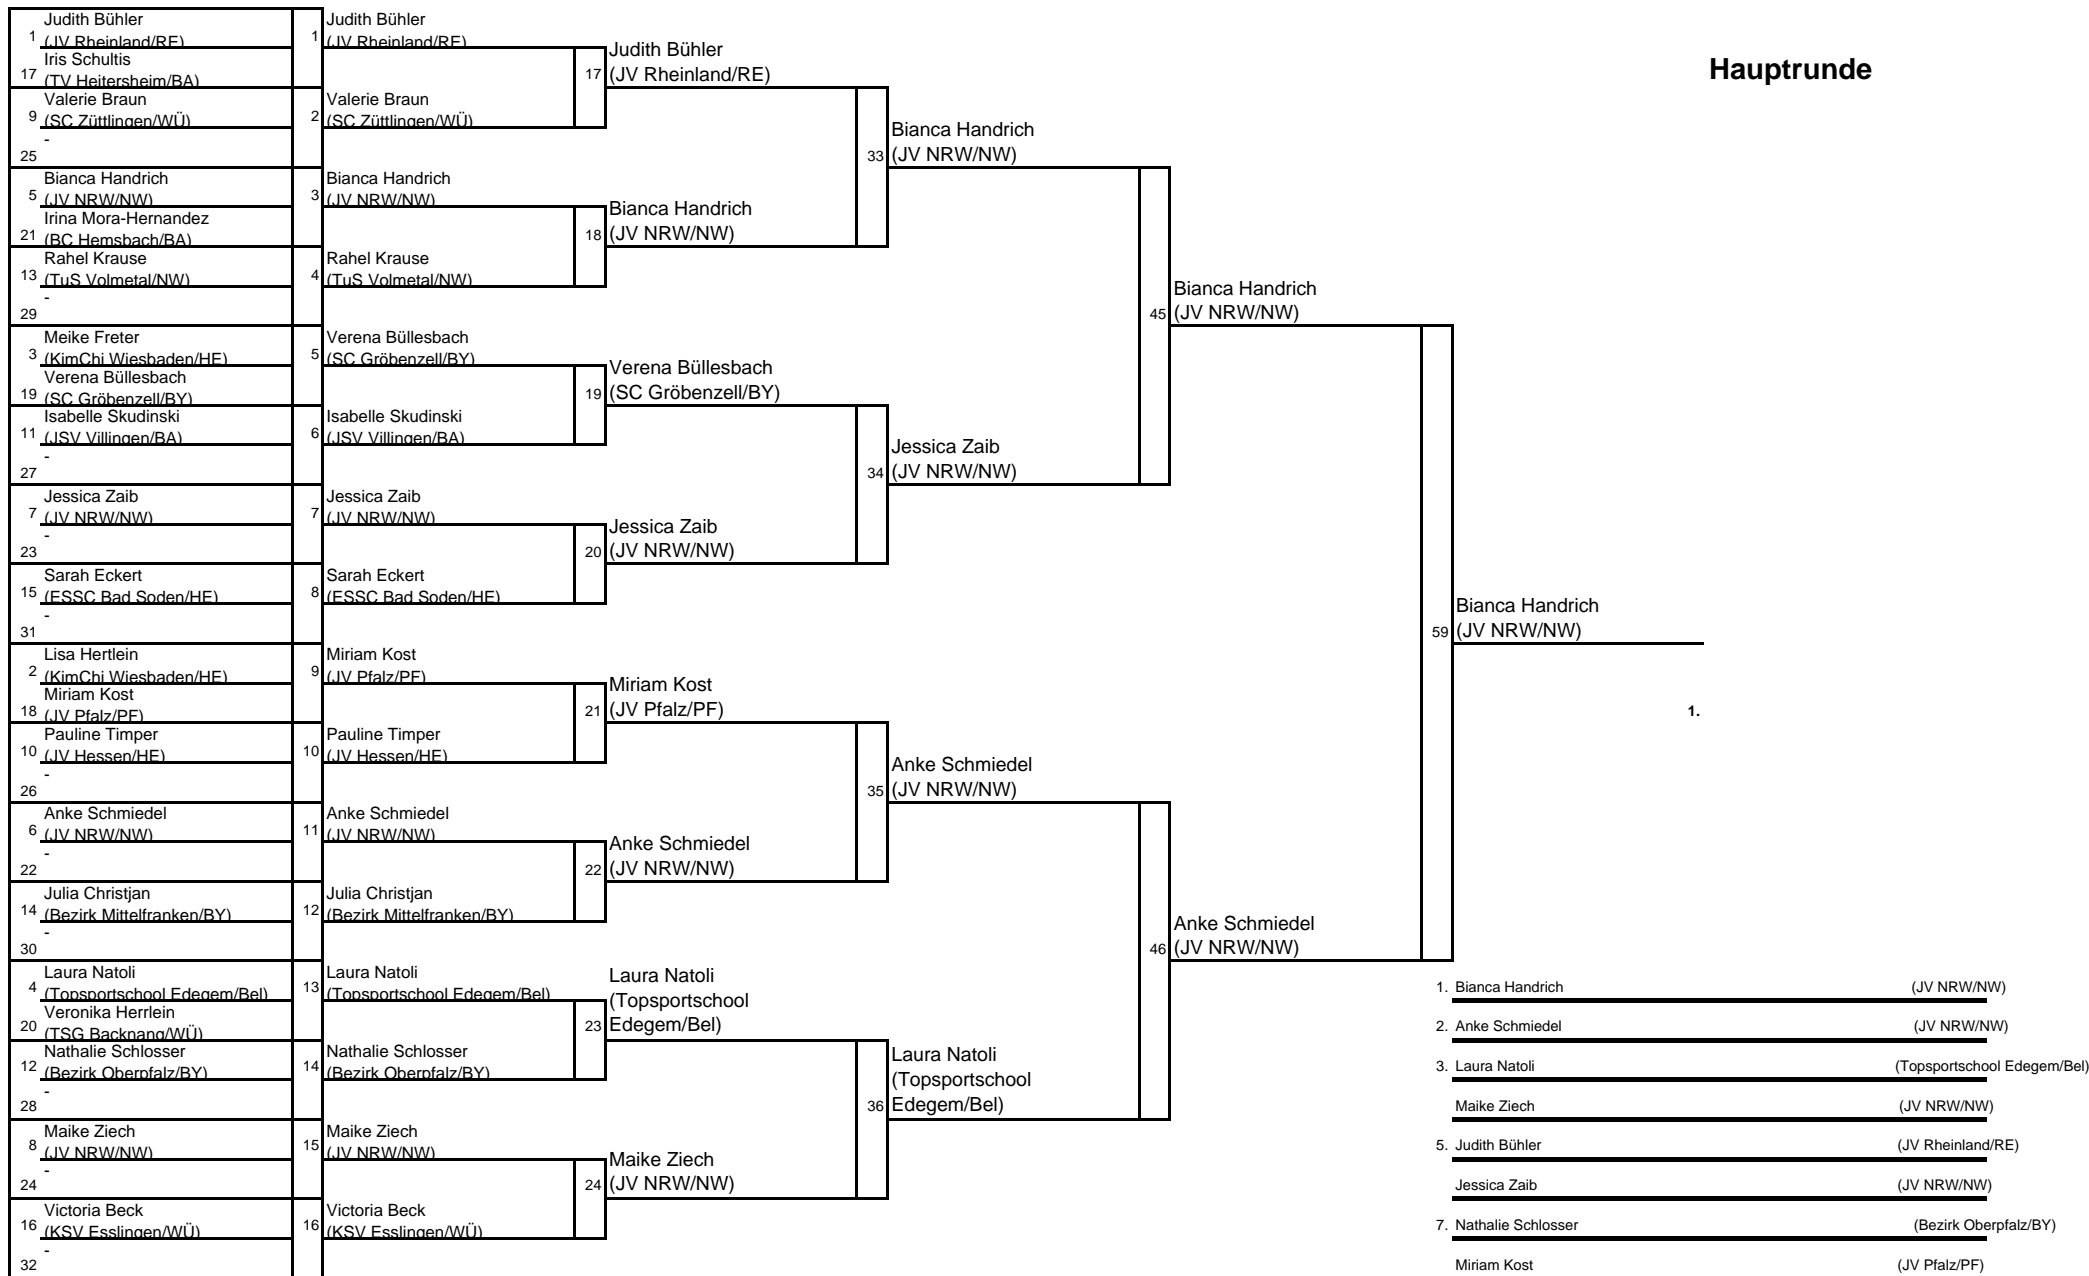 Hauptrunde
1 Judith Bühler
(JV Rheinland/RE)
17 Iris Schultis
(TV Heitersheim/BA)
9 Valerie Braun
(SC Züttlingen/WÜ)
25 -
5 Bianca Handrich
(JV NRW/NW)
21 Irina Mora-Hernandez
(BC Hemsbach/BA)
13 Rahel Krause
(TuS Volmetal/NW)
29 -
3 Meike Freter
(KimChi Wiesbaden/HE)
19 Verena Büllesbach
(SC Gröbenzell/BY)
11 Isabelle Skudinski
(JSV Villingen/BA)
27 -
7 Jessica Zaib
(JV NRW/NW)
23 -
15 Sarah Eckert
(ESSC Bad Soden/HE)
31 -
2 Lisa Hertlein
(KimChi Wiesbaden/HE)
18 Miriam Kost
(JV Pfalz/PF)
10 Pauline Timper
(JV Hessen/HE)
26 -
6 Anke Schmiedel
(JV NRW/NW)
22 -
14 Julia Christjan
(Bezirk Mittelfranken/BY)
30 -
4 Laura Natoli
(Topsportschool Edegem/Bel)
20 Veronika Herrlein
(TSG Backnang/WÜ)
12 Nathalie Schlosser
(Bezirk Oberpfalz/BY)
28 -
8 Maike Ziech
(JV NRW/NW)
24 -
16 Victoria Beck
(KSV Esslingen/WÜ)
32 -
1 Judith Bühler
(JV Rheinland/RE)
2 Valerie Braun
(SC Züttlingen/WÜ)
3 Bianca Handrich
(JV NRW/NW)
4 Rahel Krause
(TuS Volmetal/NW)
5 Verena Büllesbach
(SC Gröbenzell/BY)
6 Isabelle Skudinski
(JSV Villingen/BA)
7 Jessica Zaib
(JV NRW/NW)
8 Sarah Eckert
(ESSC Bad Soden/HE)
9 Miriam Kost
(JV Pfalz/PF)
10 Pauline Timper
(JV Hessen/HE)
11 Anke Schmiedel
(JV NRW/NW)
12 Julia Christjan
(Bezirk Mittelfranken/BY)
13 Laura Natoli
(Topsportschool Edegem/Bel)
14 Nathalie Schlosser
(Bezirk Oberpfalz/BY)
15 Maike Ziech
(JV NRW/NW)
16 Victoria Beck
(KSV Esslingen/WÜ)
17 Judith Bühler
(JV Rheinland/RE)
18 Bianca Handrich
(JV NRW/NW)
19 Verena Büllesbach
(SC Gröbenzell/BY)
20 Jessica Zaib
(JV NRW/NW)
21 Miriam Kost
(JV Pfalz/PF)
22 Anke Schmiedel
(JV NRW/NW)
23 Laura Natoli
(Topsportschool
Edegem/Bel)
24 Maike Ziech
(JV NRW/NW)
33 Bianca Handrich
(JV NRW/NW)
34 Jessica Zaib
(JV NRW/NW)
35 Anke Schmiedel
(JV NRW/NW)
36 Laura Natoli
(Topsportschool
Edegem/Bel)
45 Bianca Handrich
(JV NRW/NW)
46 Anke Schmiedel
(JV NRW/NW)
59 Bianca Handrich
(JV NRW/NW)
1.
1. Bianca Handrich (JV NRW/NW)
2. Anke Schmiedel (JV NRW/NW)
3. Laura Natoli (Topsportschool Edegem/Bel)
Maike Ziech (JV NRW/NW)
5. Judith Bühler (JV Rheinland/RE)
Jessica Zaib (JV NRW/NW)
7. Nathalie Schlosser (Bezirk Oberpfalz/BY)
Miriam Kost (JV Pfalz/PF)